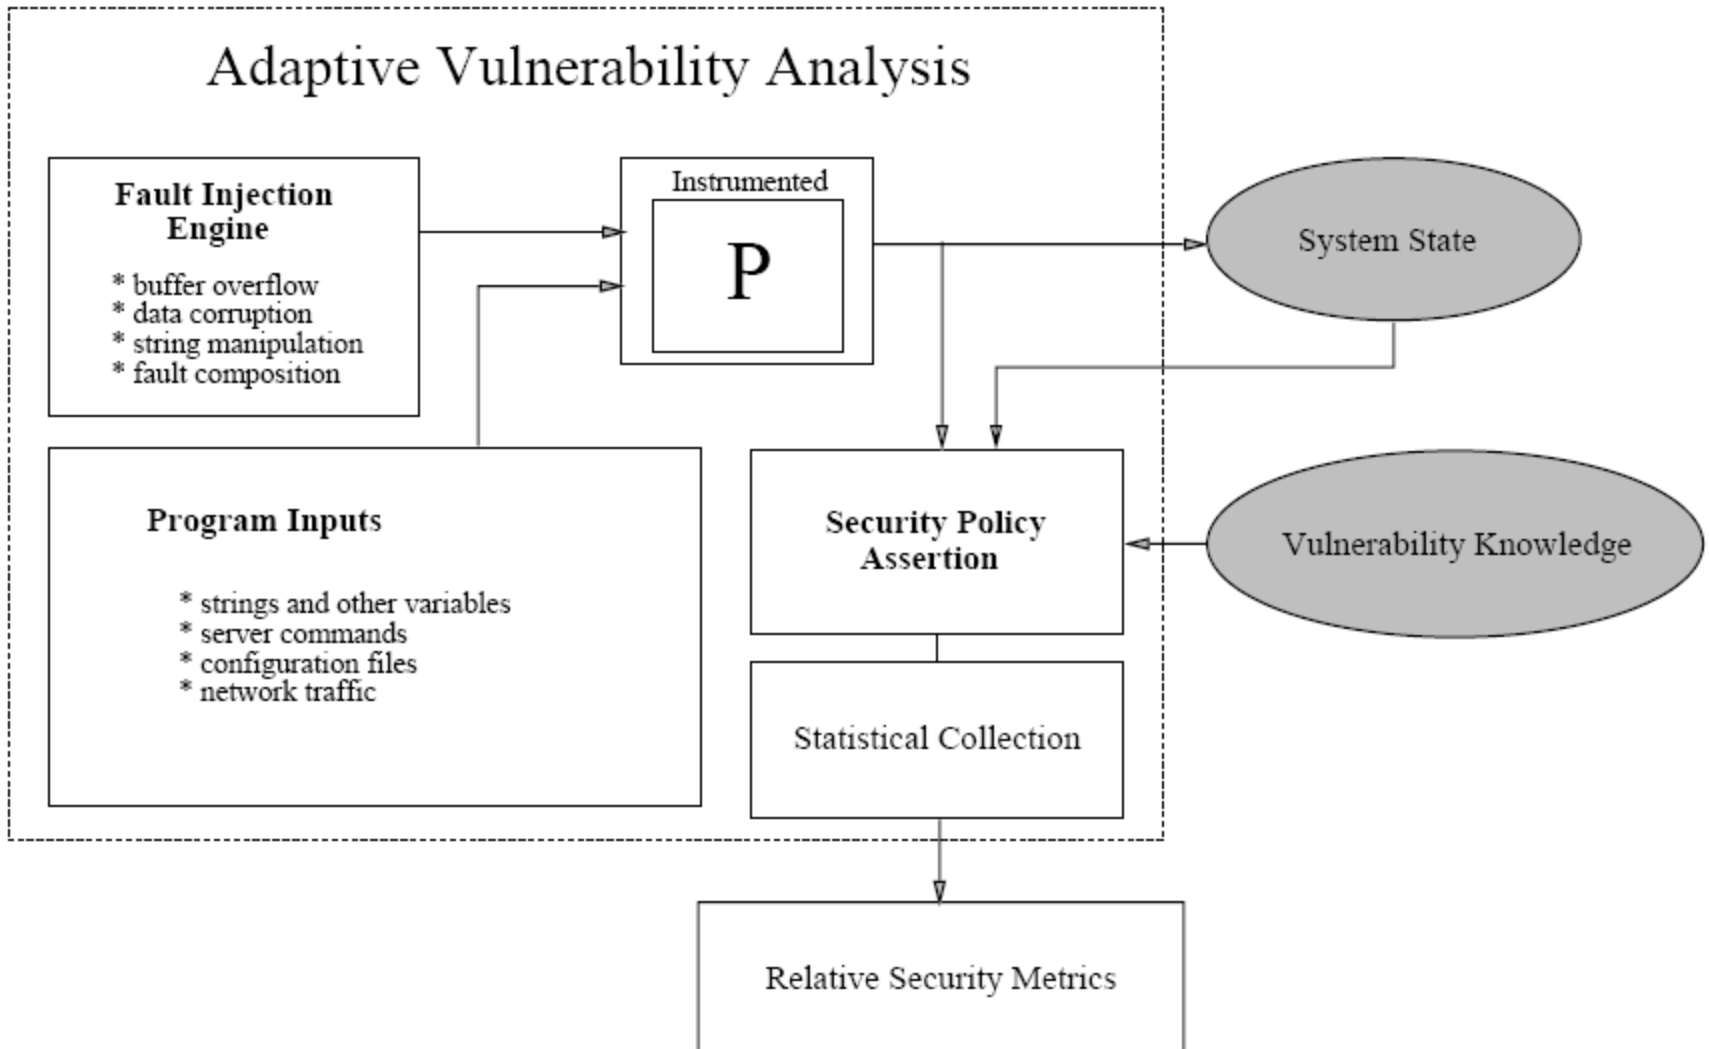 Adaptive Vulnerability Analysis
Fault Injection
Engine
* buffer overflow
* data corruption
* string manipulation
* fault composition
Instrumented
P
System State
Program Inputs
* strings and other variables
* server commands
* configuration files
* network traffic
Security Policy
Assertion
Vulnerability Knowledge
Statistical Collection
Relative Security Metrics